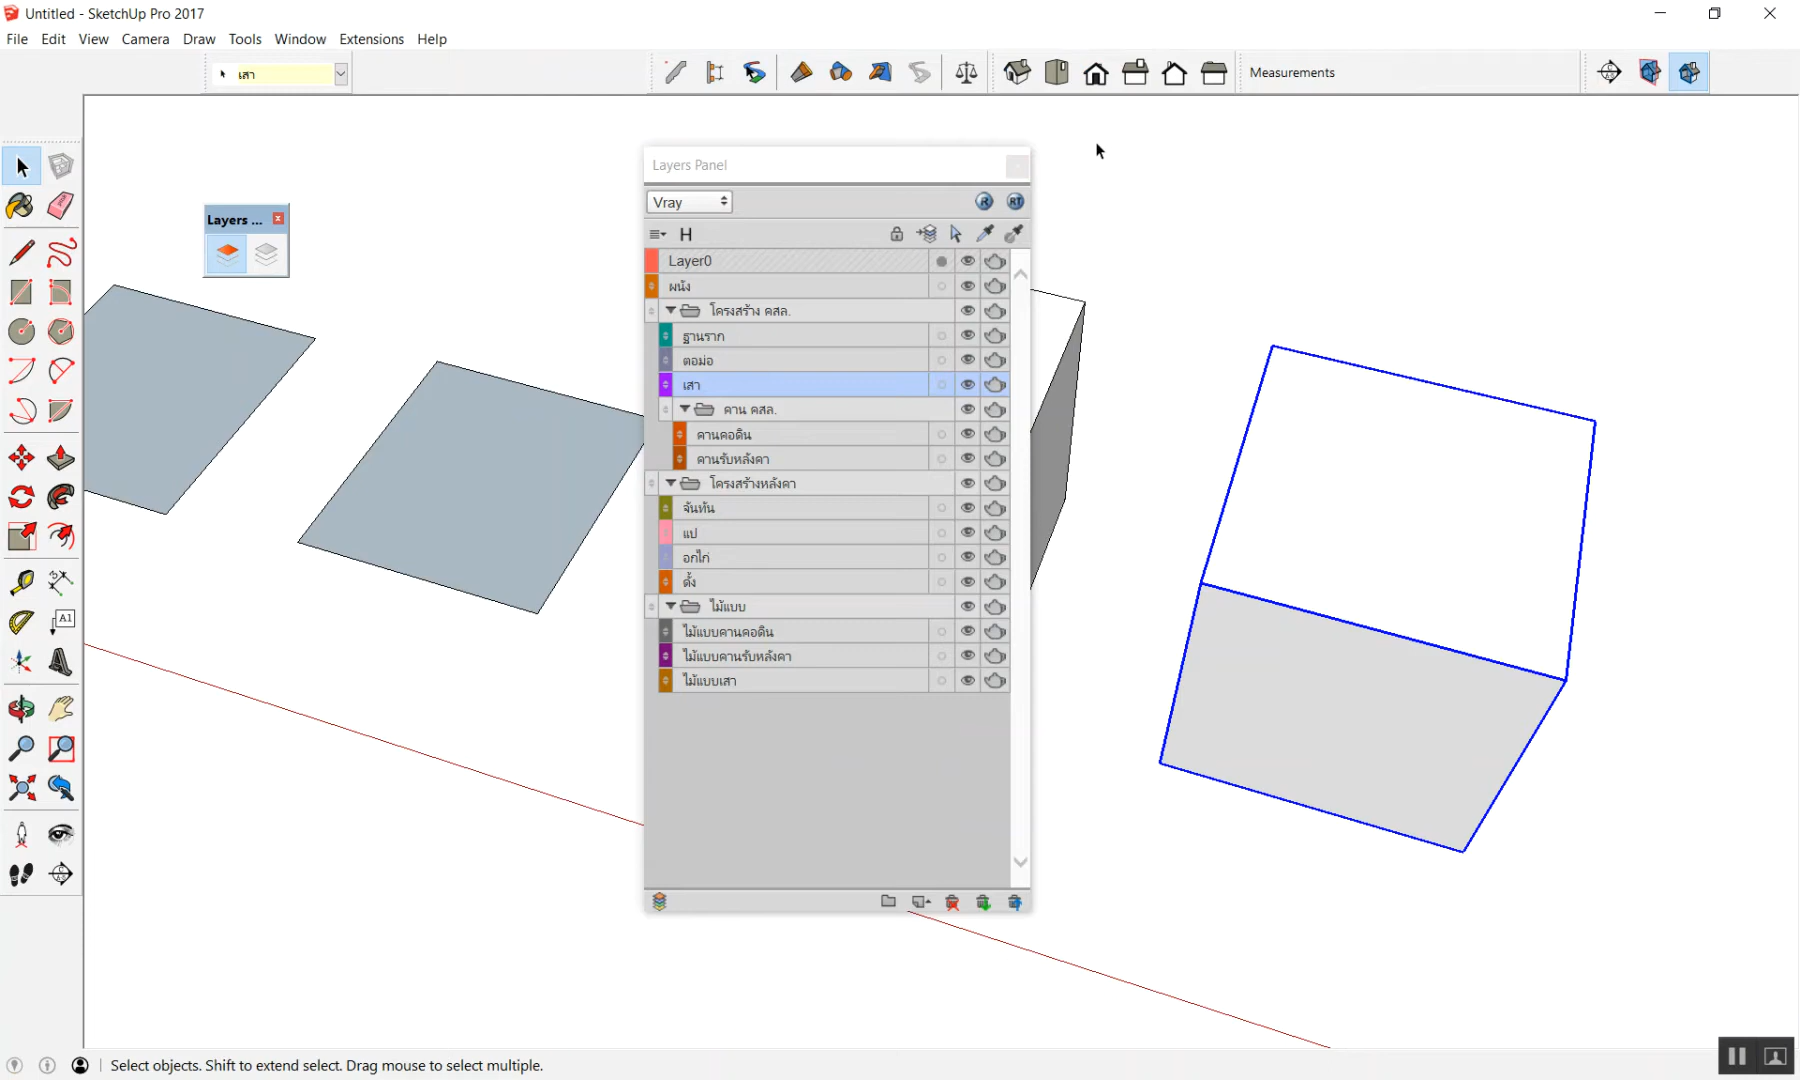 Untitled - SketchUp Pro 2017
File Edit View Camera Draw Tools Window Extensions Help
เสา
Measurements
Layers ...
Layers Panel
Vray
R RT
H
Layer0
ผนัง
โครงสร้าง คสล.
ฐานราก
ตอม่อ
เสา
คาน คสล.
คานคอดิน
คานรับหลังคา
โครงสร้างหลังคา
จันทัน
แป
อกไก่
ดั้ง
ไม้แบบ
ไม้แบบคานคอดิน
ไม้แบบคานรับหลังคา
ไม้แบบเสา
A1
Select objects. Shift to extend select. Drag mouse to select multiple.